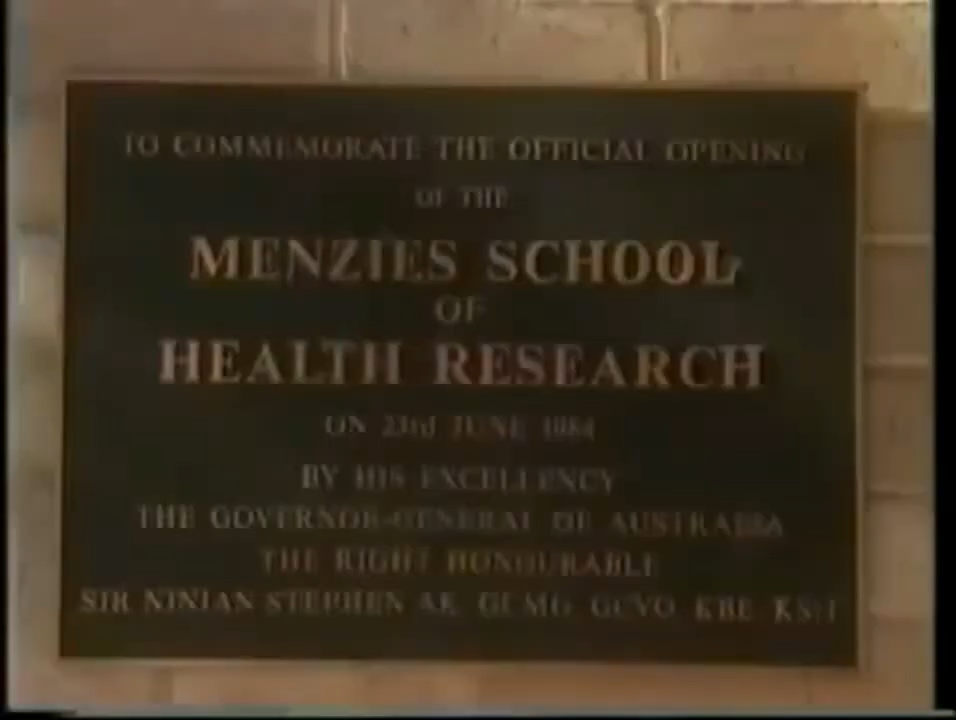 TO COMMEMORATE THE OFFICIAL OPENING
OF THE
MENZIES SCHOOL
OF
HEALTH RESEARCH
ON 23rd JUNE
BY HIS EXCELLENCY
THE GOVERNOR-GENERAL OF AUSTRALIA
THE RIGHT HONOURABLE
SIR NINIAN STEPHEN AK GCMG GCVO KBE KStJ